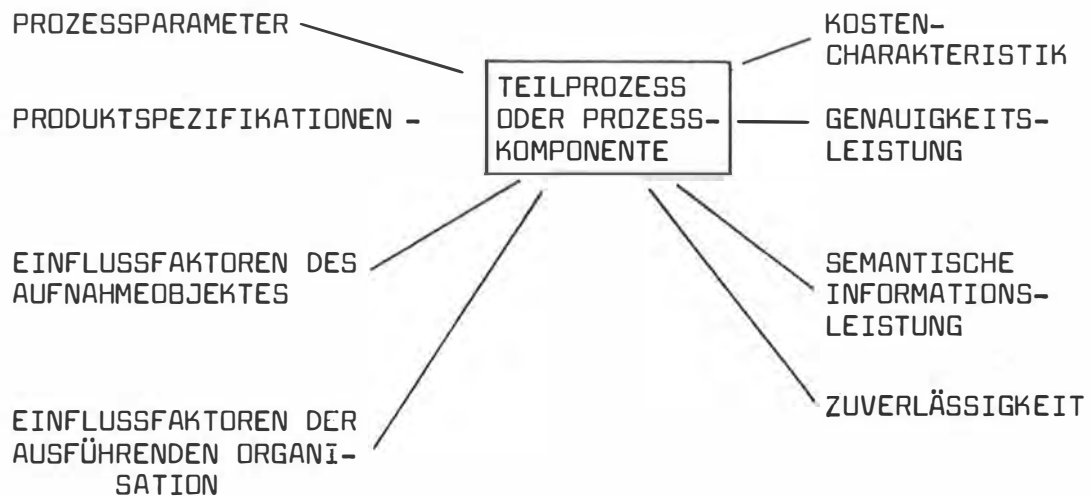 PROZESSPARAMETER
PRODUKTSPEZIFIKATIONEN
EINFLUSSFAKTOREN DES
AUFNAHMEOBJEKTES
EINFLUSSFAKTOREN DER
AUSFÜHRENDEN ORGANI-
SATION
TEILPROZESS
ODER PROZESS-
KOMPONENTE
KOSTEN-
CHARAKTERISTIK
GENAUIGKEITS-
LEISTUNG
SEMANTISCHE
INFORMATIONS-
LEISTUNG
ZUVERLÄSSIGKEIT